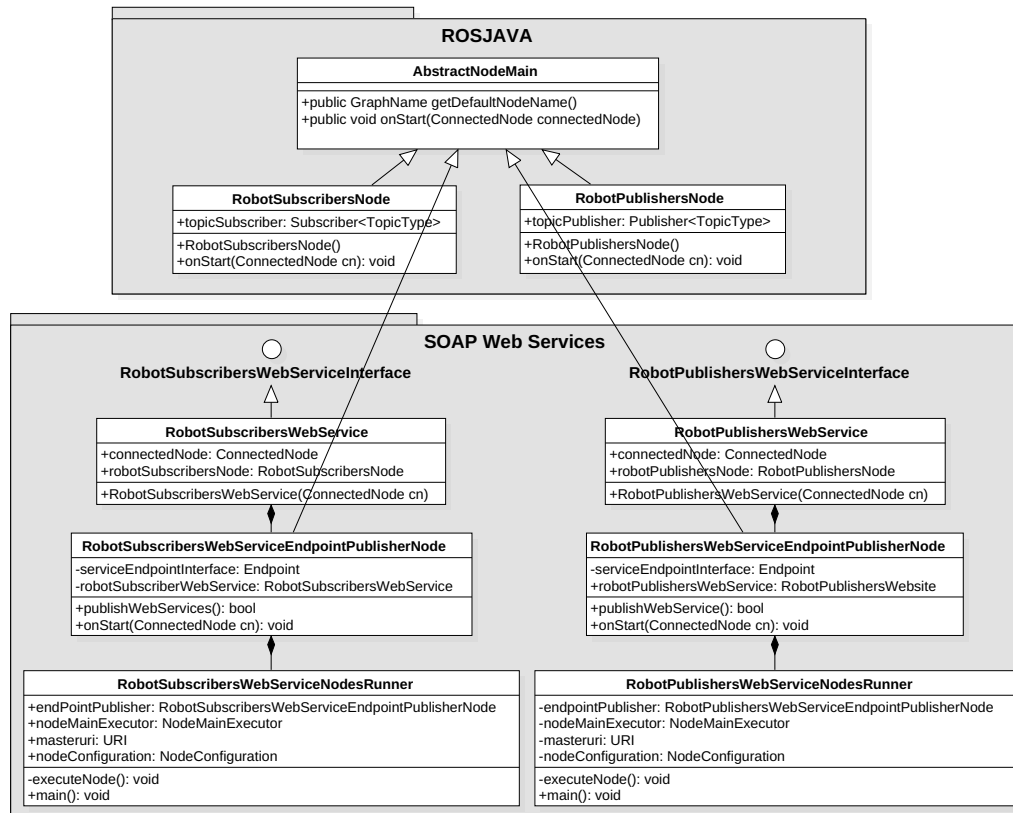 ROSJAVA
AbstractNodeMain
+public GraphName getDefaultNodeName()
+public void onStart(ConnectedNode connectedNode)
RobotSubscribersNode
+topicSubscriber: Subscriber<TopicType>
+RobotSubscribersNode()
+onStart(ConnectedNode cn): void
RobotPublishersNode
+topicPublisher: Publisher<TopicType>
+RobotPublishersNode()
+onStart(ConnectedNode cn): void
SOAP Web Services
RobotSubscribersWebServiceInterface
RobotSubscribersWebService
+connectedNode: ConnectedNode
+robotSubscribersNode: RobotSubscribersNode
+RobotSubscribersWebService(ConnectedNode cn)
RobotSubscribersWebServiceEndpointPublisherNode
-serviceEndpointInterface: Endpoint
-robotSubscriberWebService: RobotSubscribersWebService
+publishWebServices(): bool
+onStart(ConnectedNode cn): void
RobotSubscribersWebServiceNodesRunner
+endPointPublisher: RobotSubscribersWebServiceEndpointPublisherNode
+nodeMainExecutor: NodeMainExecutor
+masteruri: URI
+nodeConfiguration: NodeConfiguration
-executeNode(): void
+main(): void
RobotPublishersWebServiceInterface
RobotPublishersWebService
+connectedNode: ConnectedNode
+robotPublishersNode: RobotPublishersNode
+RobotPublishersWebService(ConnectedNode cn)
RobotPublishersWebServiceEndpointPublisherNode
-serviceEndpointInterface: Endpoint
+robotPublishersWebService: RobotPublishersWebsite
+publishWebService(): bool
+onStart(ConnectedNode cn): void
RobotPublishersWebServiceNodesRunner
-endpointPublisher: RobotPublishersWebServiceEndpointPublisherNode
-nodeMainExecutor: NodeMainExecutor
-masteruri: URI
-nodeConfiguration: NodeConfiguration
-executeNode(): void
+main(): void